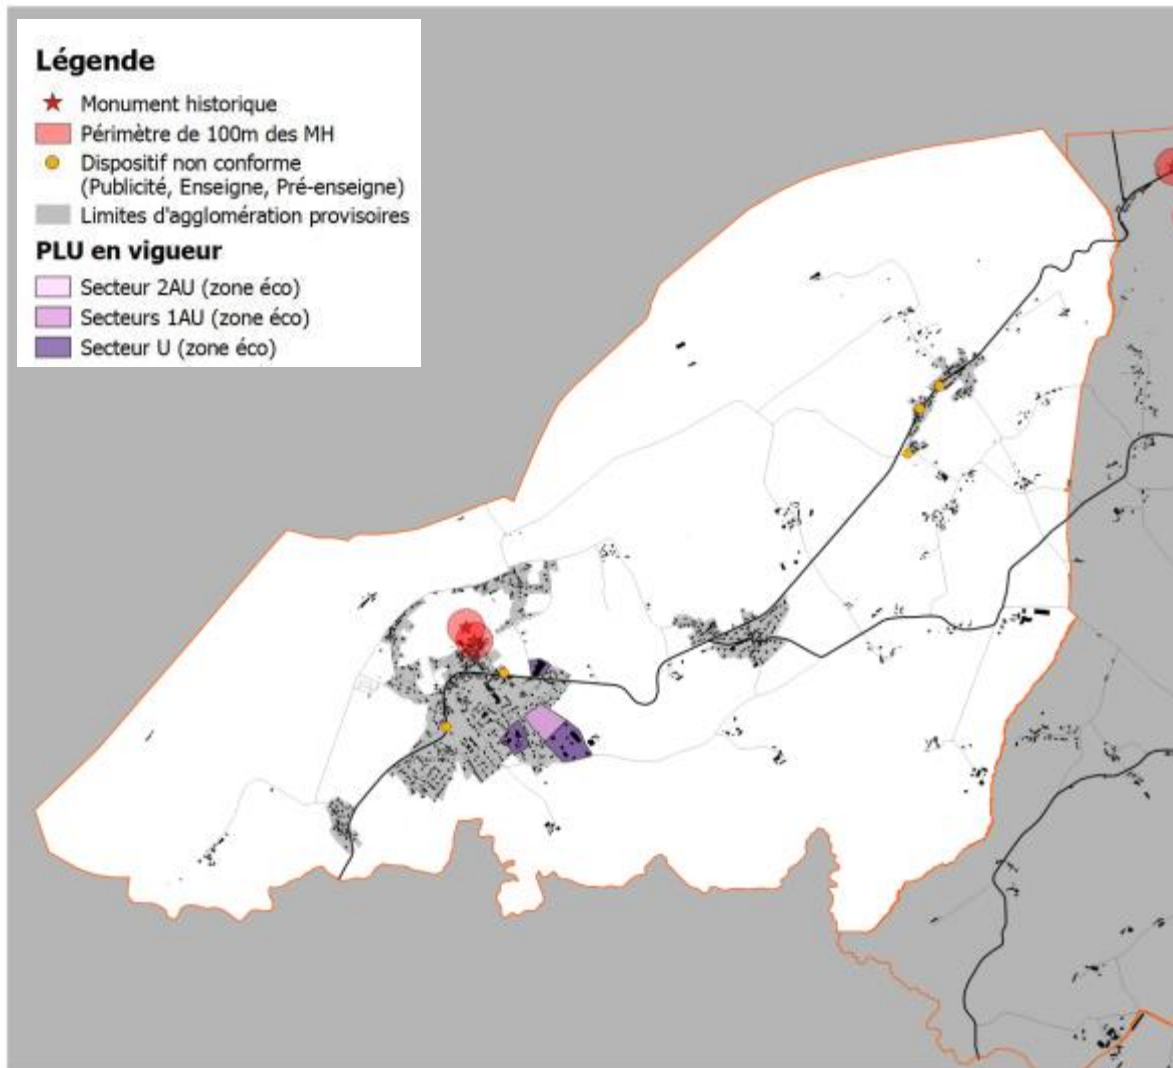 Légende
Monument historique
Périmètre de 100m des MH
Dispositif non conforme
(Publicité, Enseigne, Pré-enseigne)
Limites d'agglomération provisoires
PLU en vigueur
Secteur 2AU (zone éco)
Secteurs 1AU (zone éco)
Secteur U (zone éco)